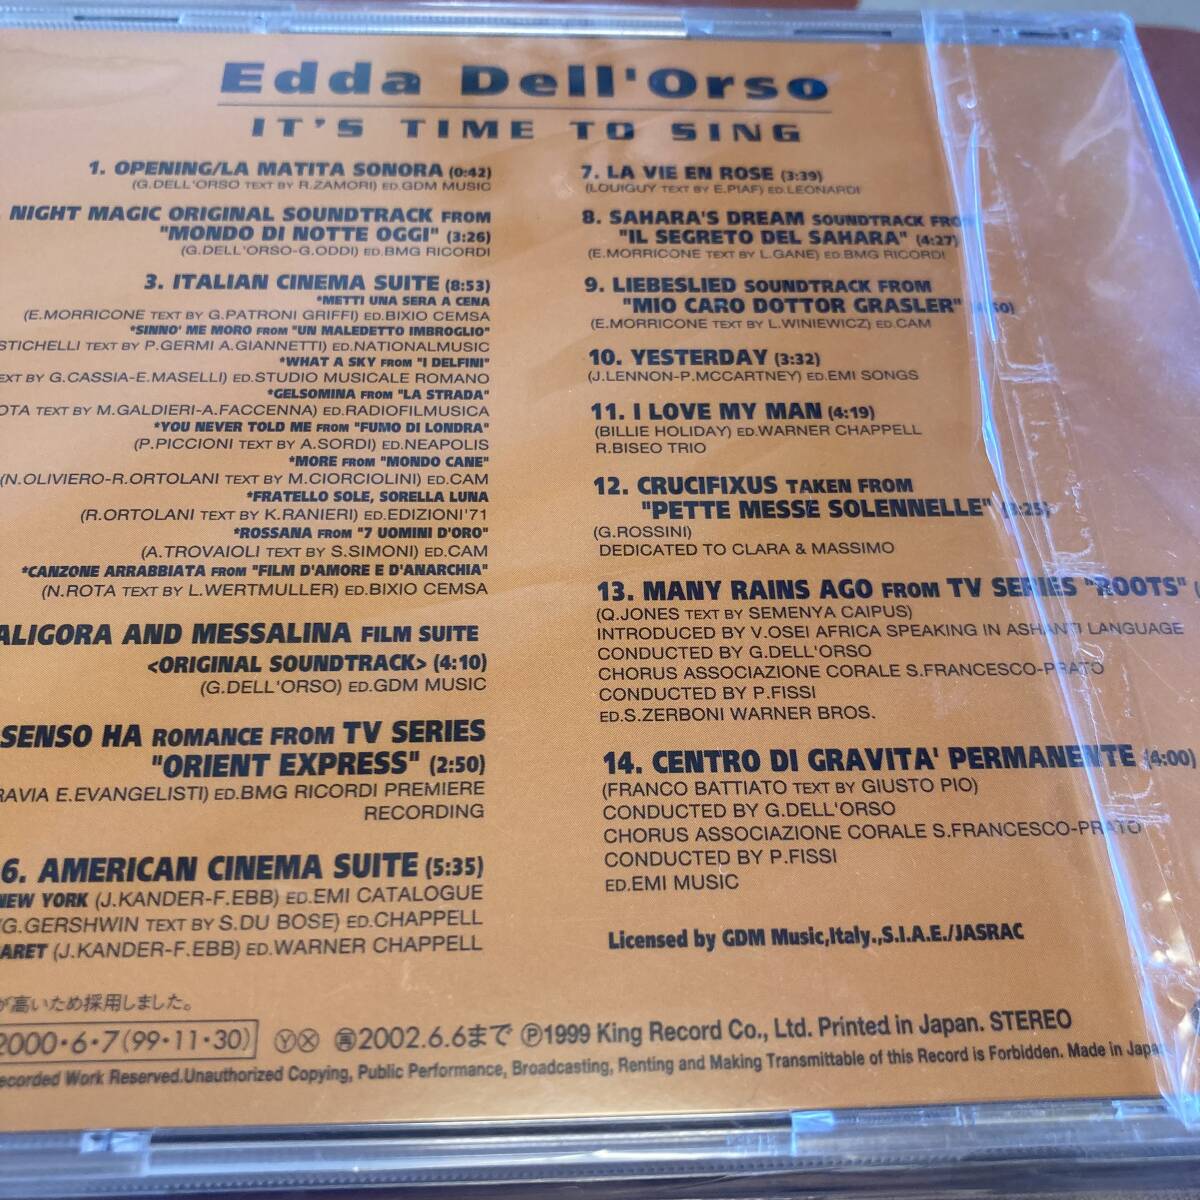 Edda Dell'Orso
IT'S TIME TO SING
1. OPENING/LA MATITA SONORA (0:42)
(G.DELL'ORSO TEXT BY R.ZAMORI) ED.GDM MUSIC
NIGHT MAGIC ORIGINAL SOUNDTRACK FROM
"MONDO DI NOTTE OGGI" (3:26)
(G.DELL'ORSO-G.ODDI) ED.BMG RICORDI
3. ITALIAN CINEMA SUITE (8:53)
*METTI UNA SERA A CENA
(E.MORRICONE TEXT BY G.PATRONI GRIFFI) ED.BIXIO CEMSA
*SINNO' ME MORO FROM "UN MALEDETTO IMBROGLIO"
STICHELLI TEXT BY P.GERMI A.GIANNETTI) ED.NATIONALMUSIC
*WHAT A SKY FROM "I DELFINI"
TEXT BY G.CASSIA-E.MASELLI) ED.STUDIO MUSICALE ROMANO
*GELSOMINA FROM "LA STRADA"
ROTA TEXT BY M.GALDIERI-A.FACCENNA) ED.RADIOFILMUSICA
*YOU NEVER TOLD ME FROM "FUMO DI LONDRA"
(P.PICCIONI TEXT BY A.SORDI) ED.NEAPOLIS
*MORE FROM "MONDO CANE"
(N.OLIVIERO-R.ORTOLANI TEXT BY M.CIORCIOLINI) ED.CAM
*FRATELLO SOLE, SORELLA LUNA
(R.ORTOLANI TEXT BY K.RANIERI) ED.EDIZIONI'71
*ROSSANA FROM "7 UOMINI D'ORO"
(A.TROVAIOLI TEXT BY S.SIMONI) ED.CAM
*CANZONE ARRABBIATA FROM "FILM D'AMORE E D'ANARCHIA"
(N.ROTA TEXT BY L.WERTMULLER) ED.BIXIO CEMSA
ALIGORA AND MESSALINA FILM SUITE
<ORIGINAL SOUNDTRACK> (4:10)
(G.DELL'ORSO) ED.GDM MUSIC
SENSO HA ROMANCE FROM TV SERIES
"ORIENT EXPRESS" (2:50)
RAVIA E.EVANGELISTI) ED.BMG RICORDI PREMIERE
RECORDING
6. AMERICAN CINEMA SUITE (5:35)
NEW YORK (J.KANDER-F.EBB) ED.EMI CATALOGUE
(G.GERSHWIN TEXT BY S.DU BOSE) ED.CHAPPELL
ARET (J.KANDER-F.EBB) ED.WARNER CHAPPELL
7. LA VIE EN ROSE (3:39)
(LOUIGUY TEXT BY E.PIAF) ED.LEONARDI
8. SAHARA'S DREAM SOUNDTRACK FROM
"IL SEGRETO DEL SAHARA" (4:27)
(E.MORRICONE TEXT BY L.GANE) ED.BMG RICORDI
9. LIEBESLIED SOUNDTRACK FROM
"MIO CARO DOTTOR GRASLER"
(E.MORRICONE TEXT BY L.WINIEWICZ) ED.CAM
10. YESTERDAY (3:32)
(J.LENNON-P.MCCARTNEY) ED.EMI SONGS
11. I LOVE MY MAN (4:19)
(BILLIE HOLIDAY) ED.WARNER CHAPPELL
R.BISEO TRIO
12. CRUCIFIXUS TAKEN FROM
"PETTE MESSE SOLENNELLE" (3:25)
(G.ROSSINI)
DEDICATED TO CLARA & MASSIMO
13. MANY RAINS AGO FROM TV SERIES "ROOTS"
(Q.JONES TEXT BY SEMENYA CAIPUS)
INTRODUCED BY V.OSEI AFRICA SPEAKING IN ASHANTI LANGUAGE
CONDUCTED BY G.DELL'ORSO
CHORUS ASSOCIAZIONE CORALE S.FRANCESCO-PRATO
CONDUCTED BY P.FISSI
ED.S.ZERBONI WARNER BROS.
14. CENTRO DI GRAVITA' PERMANENTE (4:00)
(FRANCO BATTIATO TEXT BY GIUSTO PIO)
CONDUCTED BY G.DELL'ORSO
CHORUS ASSOCIAZIONE CORALE S.FRANCESCO-PRATO
CONDUCTED BY P.FISSI
ED.EMI MUSIC
Licensed by GDM Music,Italy.,S.I.A.E./JASRAC
が高いため採用しました。
2000・6・7(99・11・30) Ⓨ Ⓧ 再 2002.6.6まで ℗1999 King Record Co., Ltd. Printed in Japan. STEREO
ecorded Work Reserved.Unauthorized Copying, Public Performance, Broadcasting, Renting and Making Transmittable of this Record is Forbidden. Made in Japan